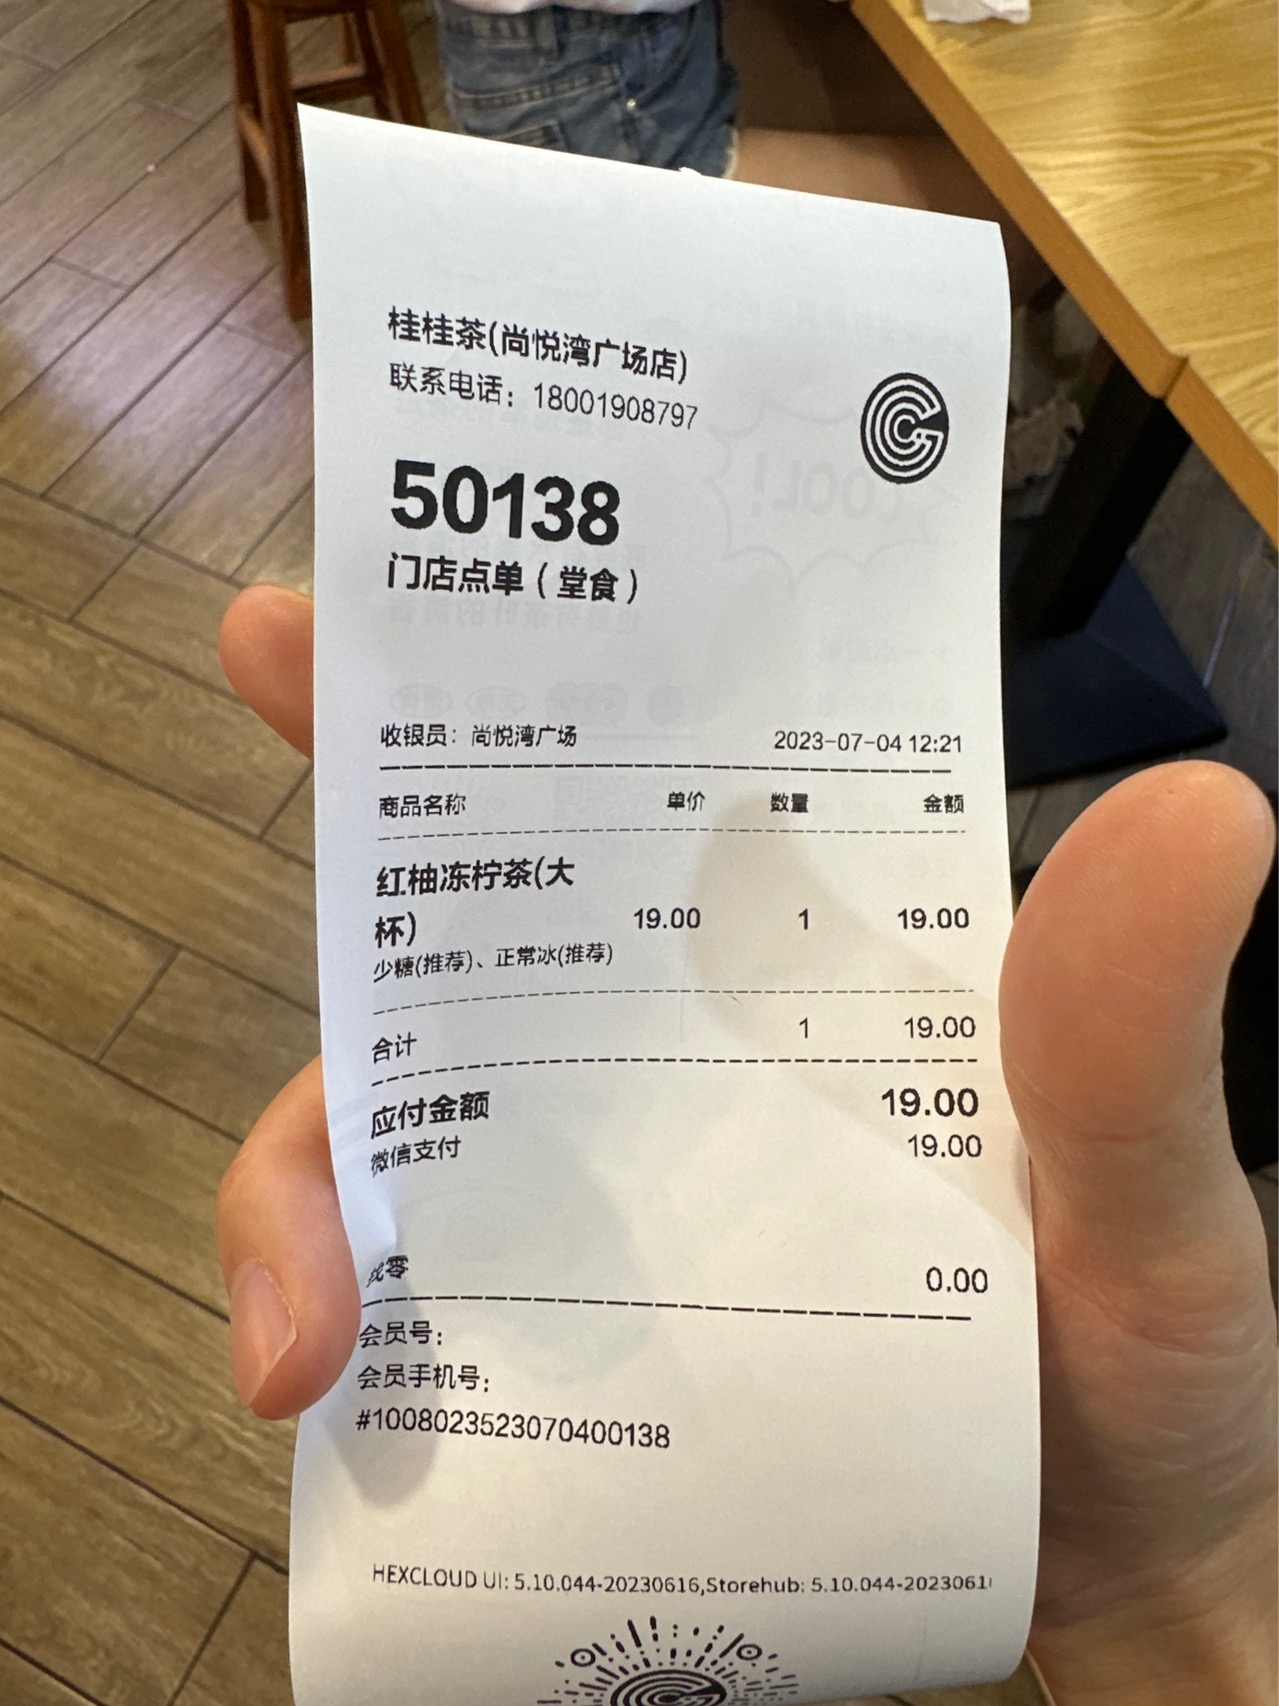 桂桂茶(尚悦湾广场店)
联系电话：18001908797
50138
门店点单（堂食）
收银员：尚悦湾广场 2023-07-04 12:21
商品名称 单价 数量 金额
红柚冻柠茶(大
杯) 19.00 1 19.00
少糖(推荐)、正常冰(推荐)
合计 1 19.00
应付金额 19.00
微信支付 19.00
找零 0.00
会员号：
会员手机号：
#1008023523070400138
HEXCLOUD UI: 5.10.044-20230616,Storehub: 5.10.044-2023061